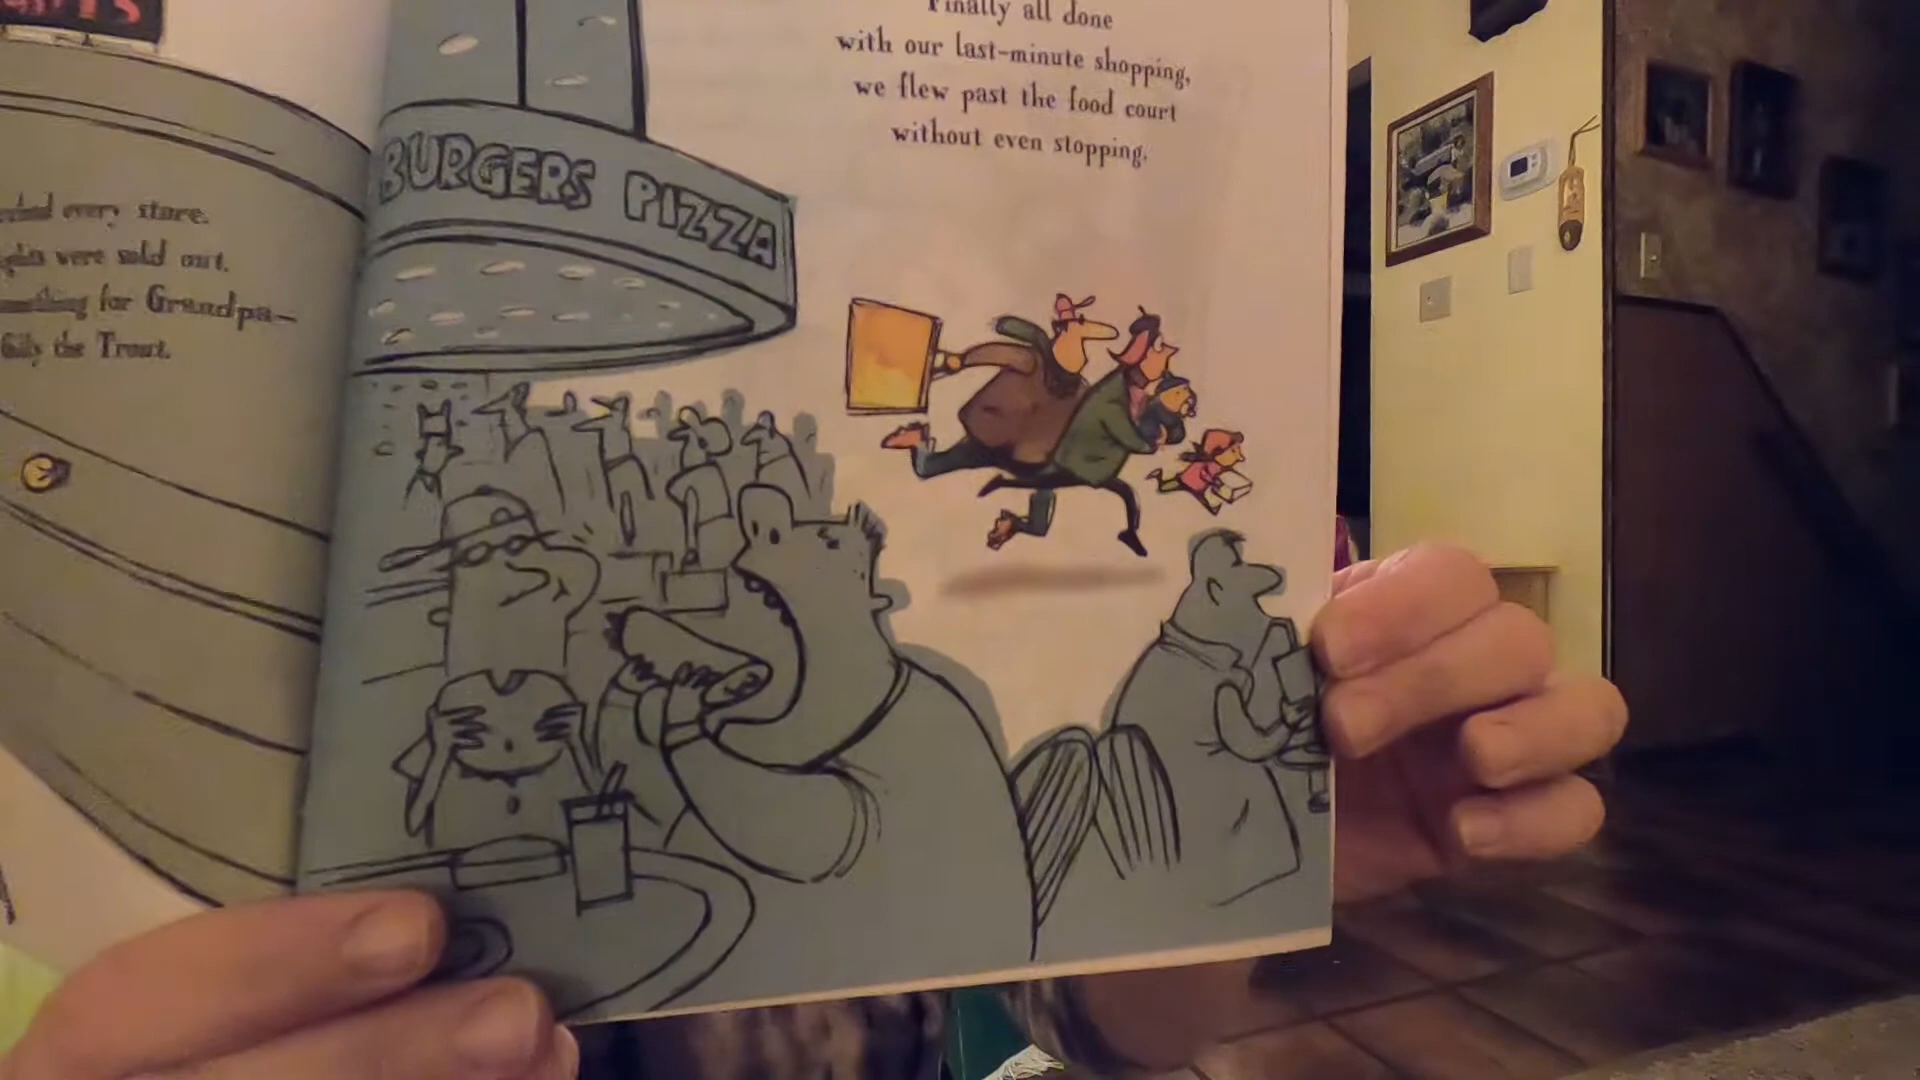 every store.
were sold out.
for Grandpa—
the Trout.
BURGERS PIZZA
Finally all done
with our last-minute shopping,
we flew past the food court
without even stopping.